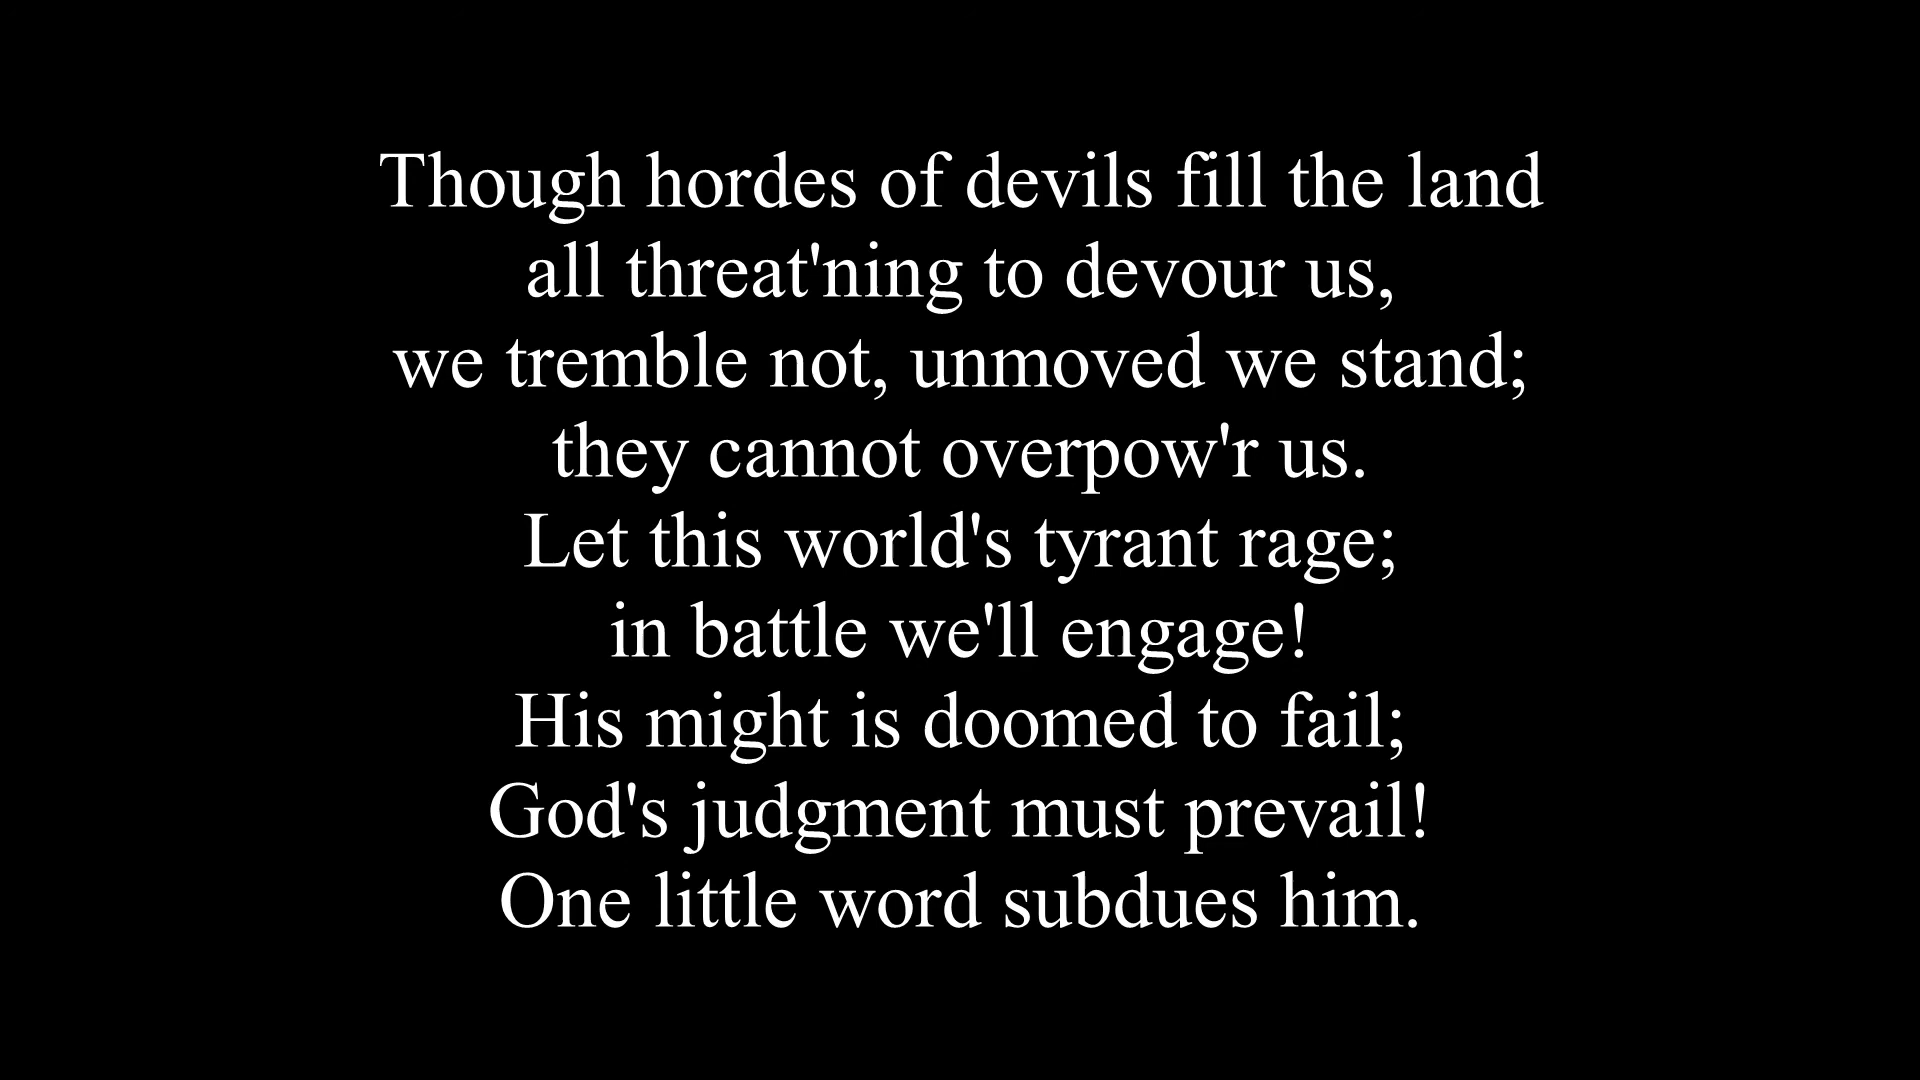 Though hordes of devils fill the land
all threat'ning to devour us,
we tremble not, unmoved we stand;
they cannot overpow'r us.
Let this world's tyrant rage;
in battle we'll engage!
His might is doomed to fail;
God's judgment must prevail!
One little word subdues him.